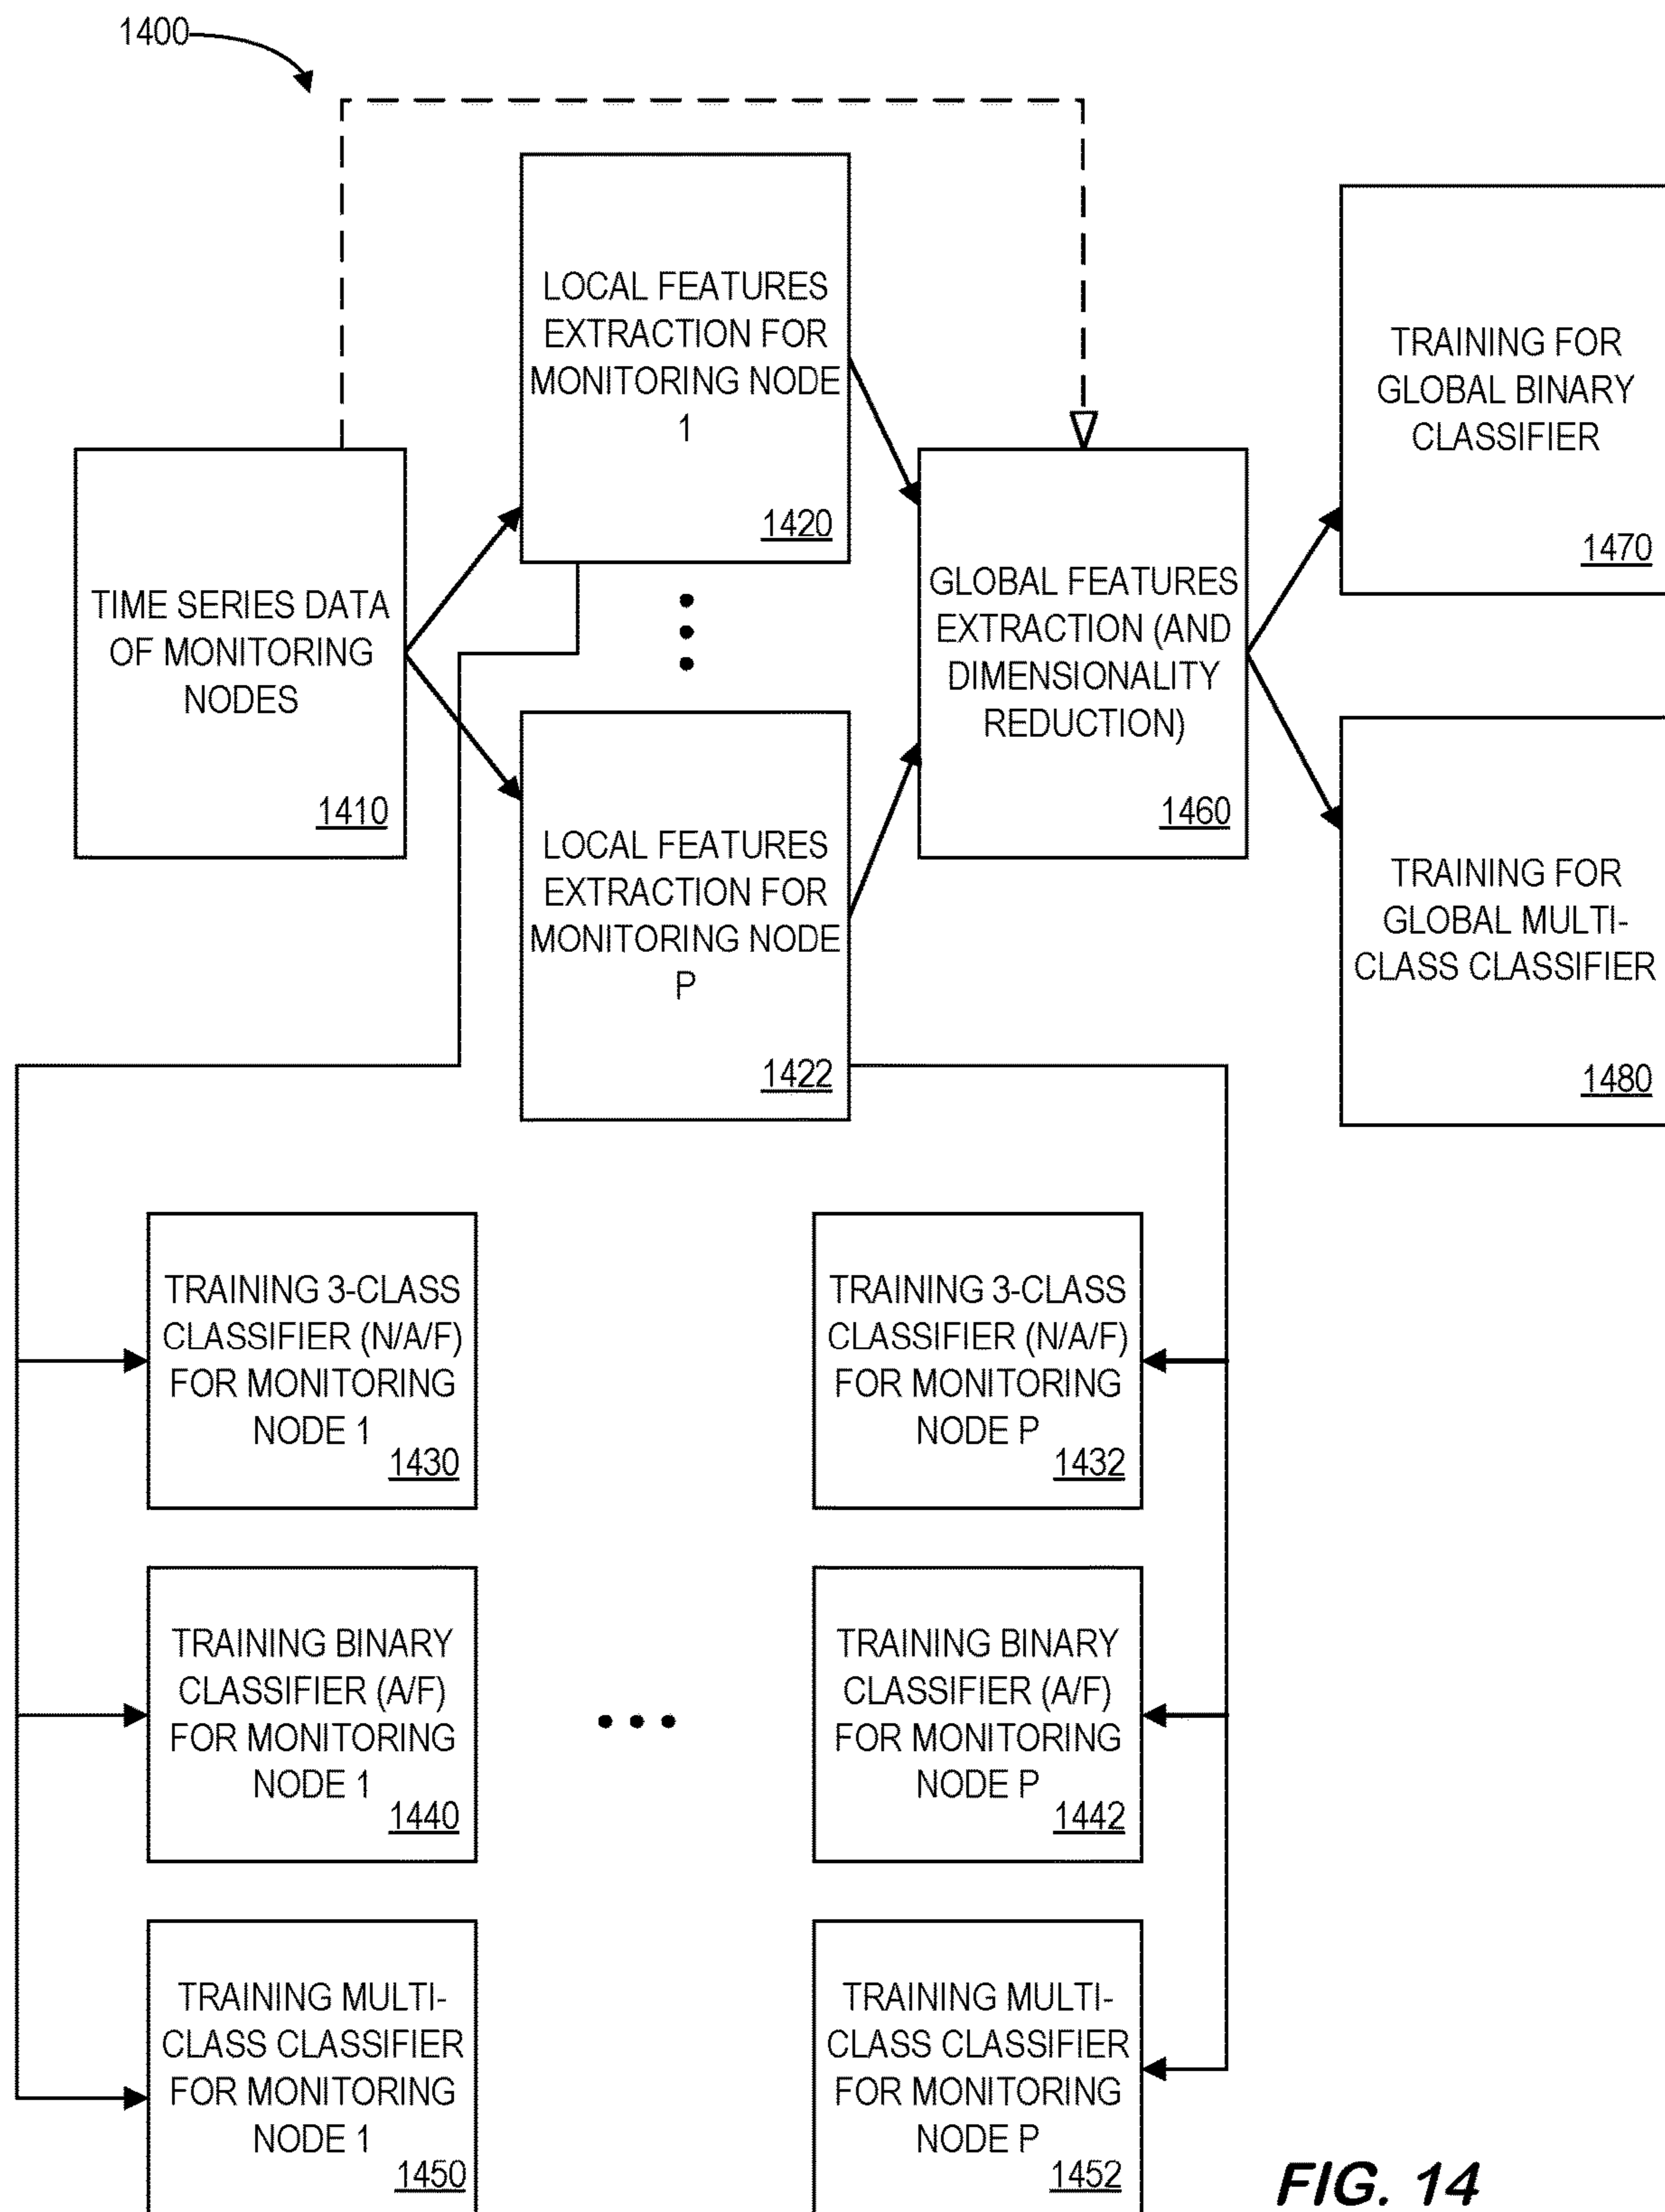 1400
LOCAL FEATURES
EXTRACTION FOR
MONITORING NODE
1
1420
TRAINING FOR
GLOBAL BINARY
CLASSIFIER
1470
TIME SERIES DATA
OF MONITORING
NODES
1410
GLOBAL FEATURES
EXTRACTION (AND
DIMENSIONALITY
REDUCTION)
1460
LOCAL FEATURES
EXTRACTION FOR
MONITORING NODE
P
1422
TRAINING FOR
GLOBAL MULTI-
CLASS CLASSIFIER
1480
TRAINING 3-CLASS
CLASSIFIER (N/A/F)
FOR MONITORING
NODE 1
1430
TRAINING 3-CLASS
CLASSIFIER (N/A/F)
FOR MONITORING
NODE P
1432
TRAINING BINARY
CLASSIFIER (A/F)
FOR MONITORING
NODE 1
1440
TRAINING BINARY
CLASSIFIER (A/F)
FOR MONITORING
NODE P
1442
TRAINING MULTI-
CLASS CLASSIFIER
FOR MONITORING
NODE 1
1450
TRAINING MULTI-
CLASS CLASSIFIER
FOR MONITORING
NODE P
1452
FIG. 14